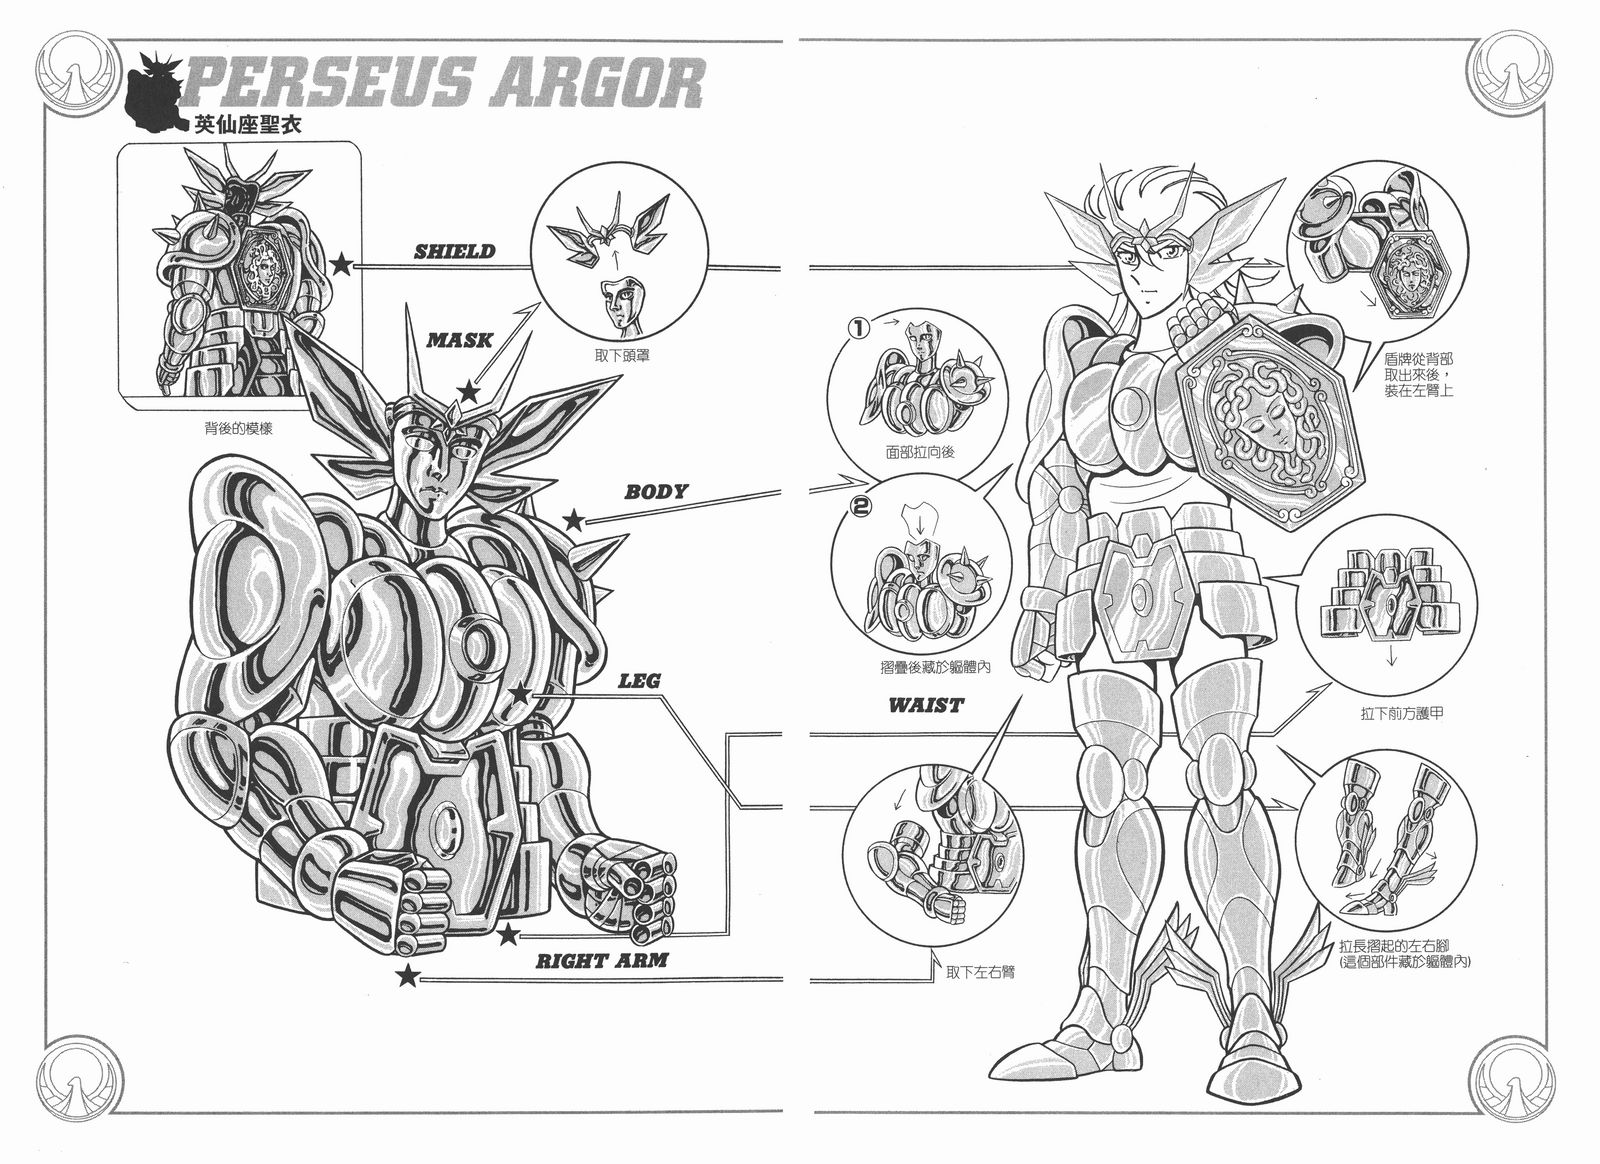 PERSEUS ARGOR
英仙座聖衣
SHIELD
MASK
BODY
LEG
RIGHT ARM
背後的模樣
取下頭罩
1
面部拉向後
2
摺疊後藏於軀體內
WAIST
取下左右臂
盾牌從背部
取出來後，
裝在左臂上
拉下前方護甲
拉長摺起的左右腳
(這個部件藏於軀體內)